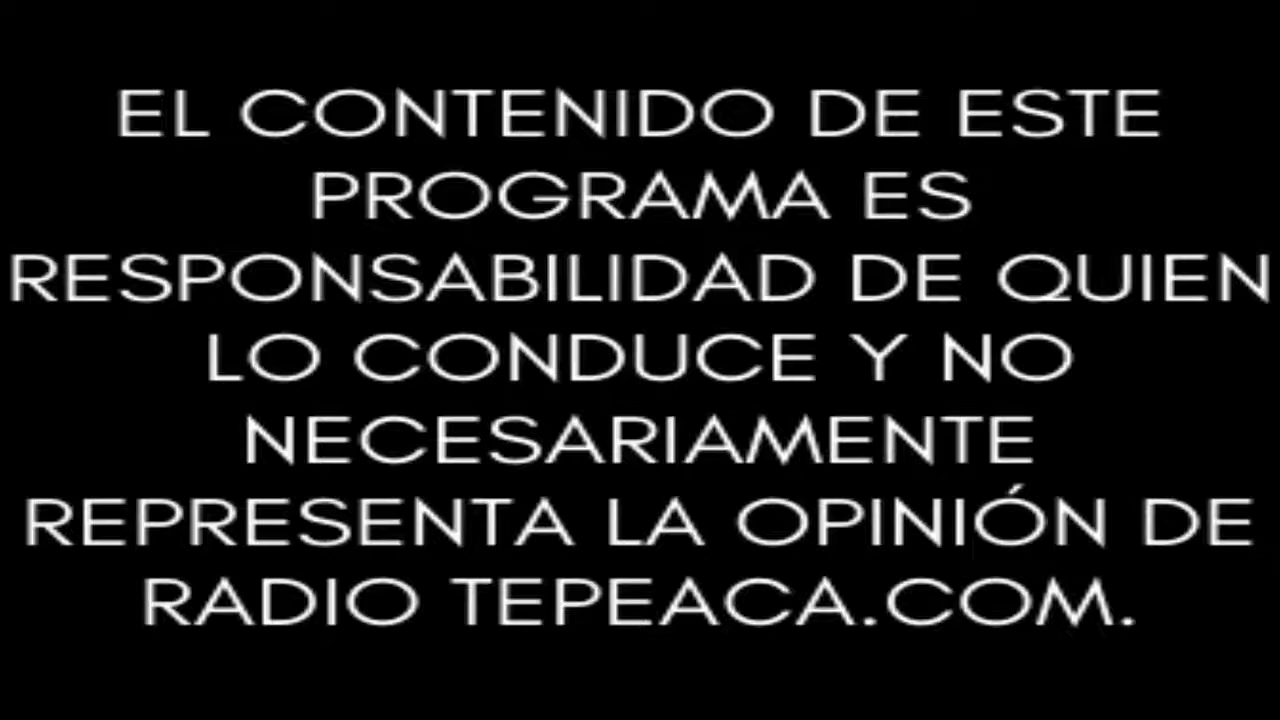 EL CONTENIDO DE ESTE
PROGRAMA ES
RESPONSABILIDAD DE QUIEN
LO CONDUCE Y NO
NECESARIAMENTE
REPRESENTA LA OPINIÓN DE
RADIO TEPEACA.COM.